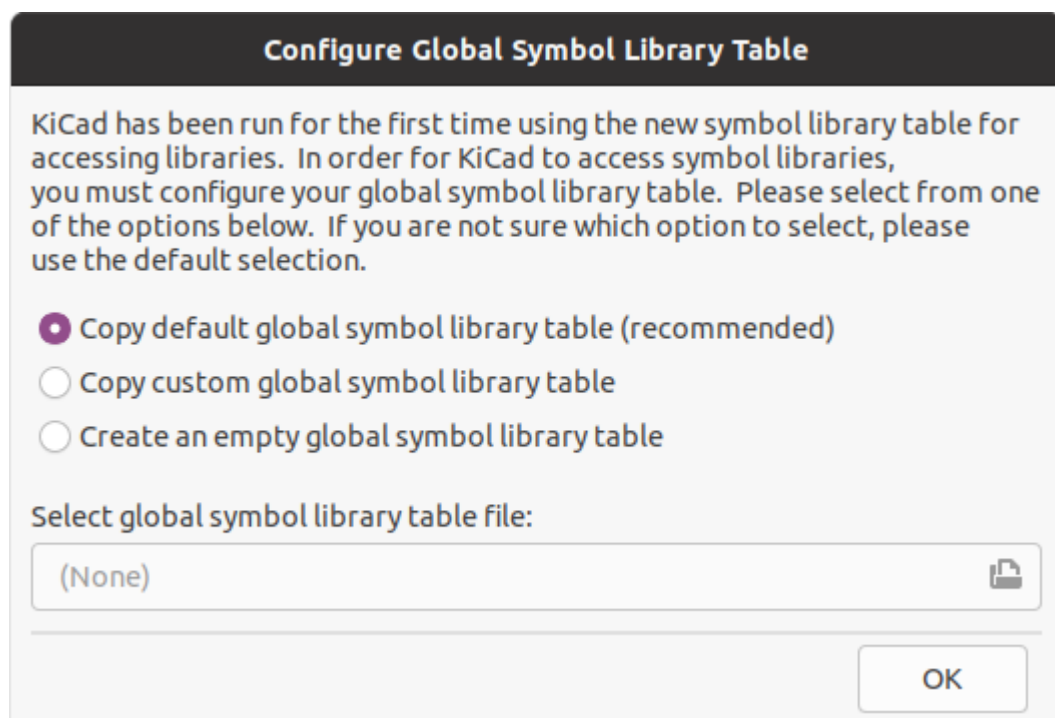 Configure Global Symbol Library Table
KiCad has been run for the first time using the new symbol library table for
accessing libraries.  In order for KiCad to access symbol libraries,
you must configure your global symbol library table.  Please select from one
of the options below.  If you are not sure which option to select, please
use the default selection.
Copy default global symbol library table (recommended)
Copy custom global symbol library table
Create an empty global symbol library table
Select global symbol library table file:
(None)
OK